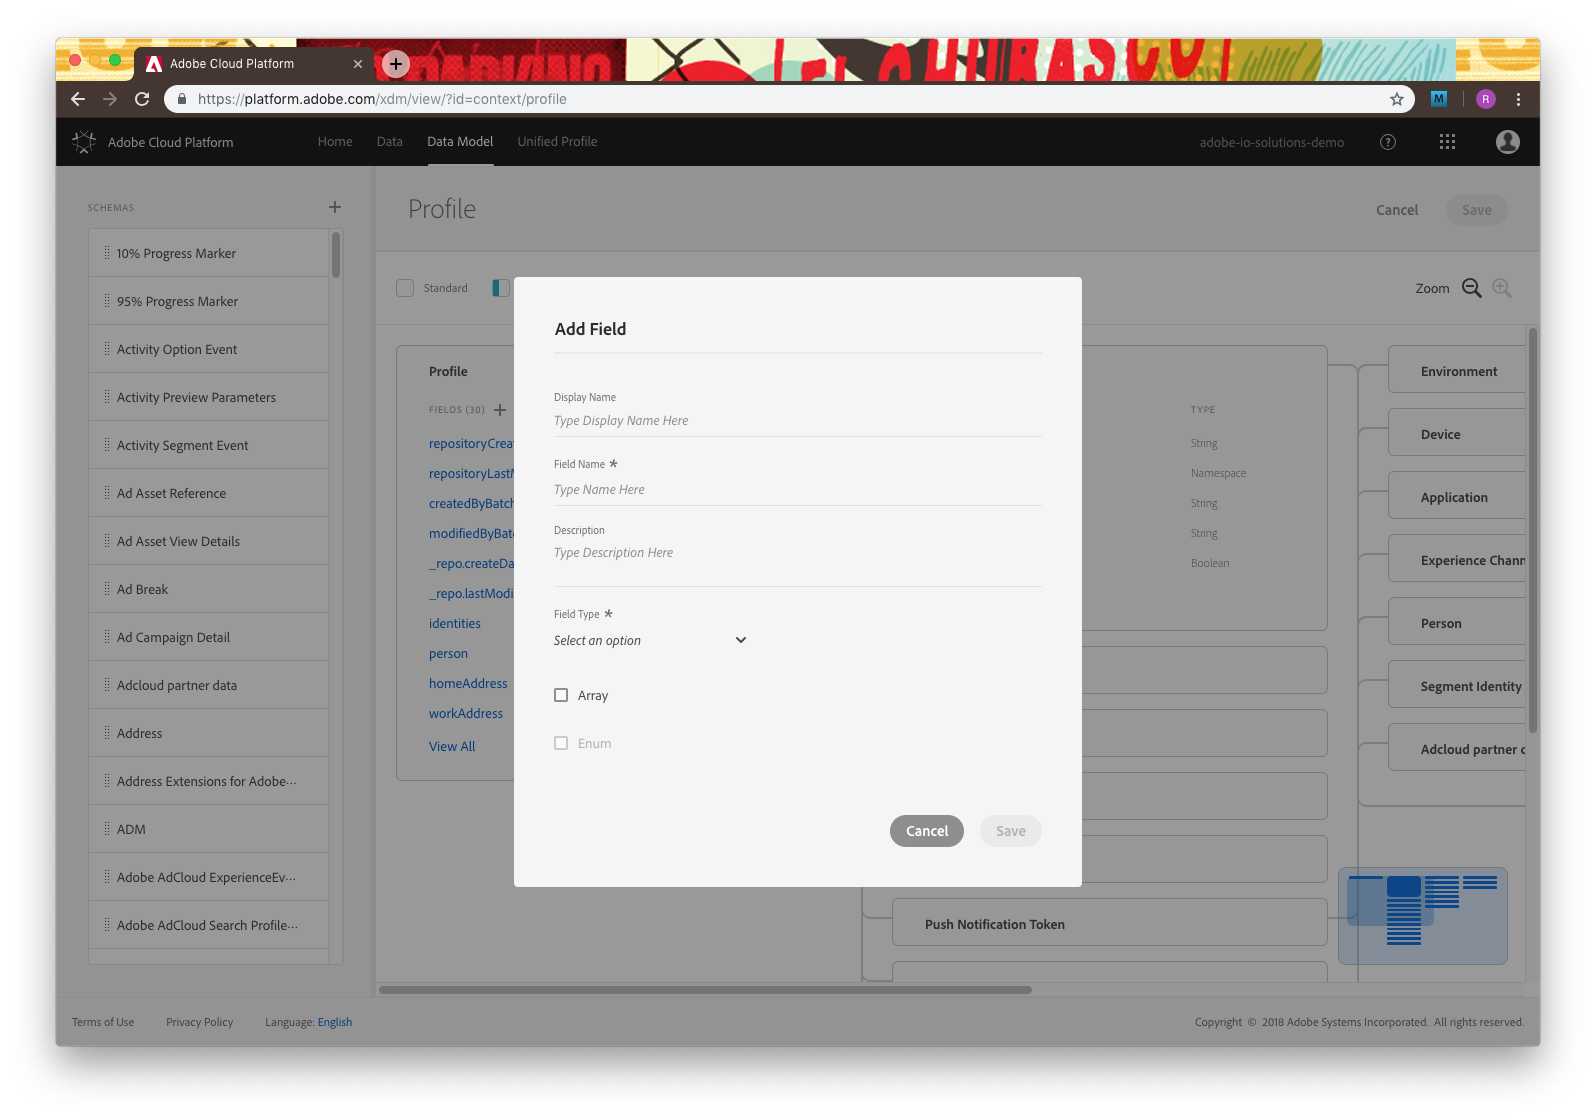 Adobe Cloud Platform
https://platform.adobe.com/xdm/view/?id=context/profile
M
R
Adobe Cloud Platform
Home
Data
Data Model
Unified Profile
adobe-io-solutions-demo
?
SCHEMAS
10% Progress Marker
95% Progress Marker
Activity Option Event
Activity Preview Parameters
Activity Segment Event
Ad Asset Reference
Ad Asset View Details
Ad Break
Ad Campaign Detail
Adcloud partner data
Address
Address Extensions for Adobe···
ADM
Adobe AdCloud ExperienceEv···
Adobe AdCloud Search Profile···
Profile
Cancel
Save
Standard
Zoom
Profile
FIELDS (30)
repositoryCrea
repositoryLast
createdByBatch
modifiedByBat
_repo.createDa
_repo.lastModi
identities
person
homeAddress
workAddress
View All
Add Field
Display Name
Type Display Name Here
Field Name *
Type Name Here
Description
Type Description Here
Field Type *
Select an option
Array
Enum
Cancel
Save
TYPE
String
Namespace
String
String
Boolean
Push Notification Token
Environment
Device
Application
Experience Chann
Person
Segment Identity
Adcloud partner
Terms of Use
Privacy Policy
Language: English
Copyright © 2018 Adobe Systems Incorporated. All rights reserved.